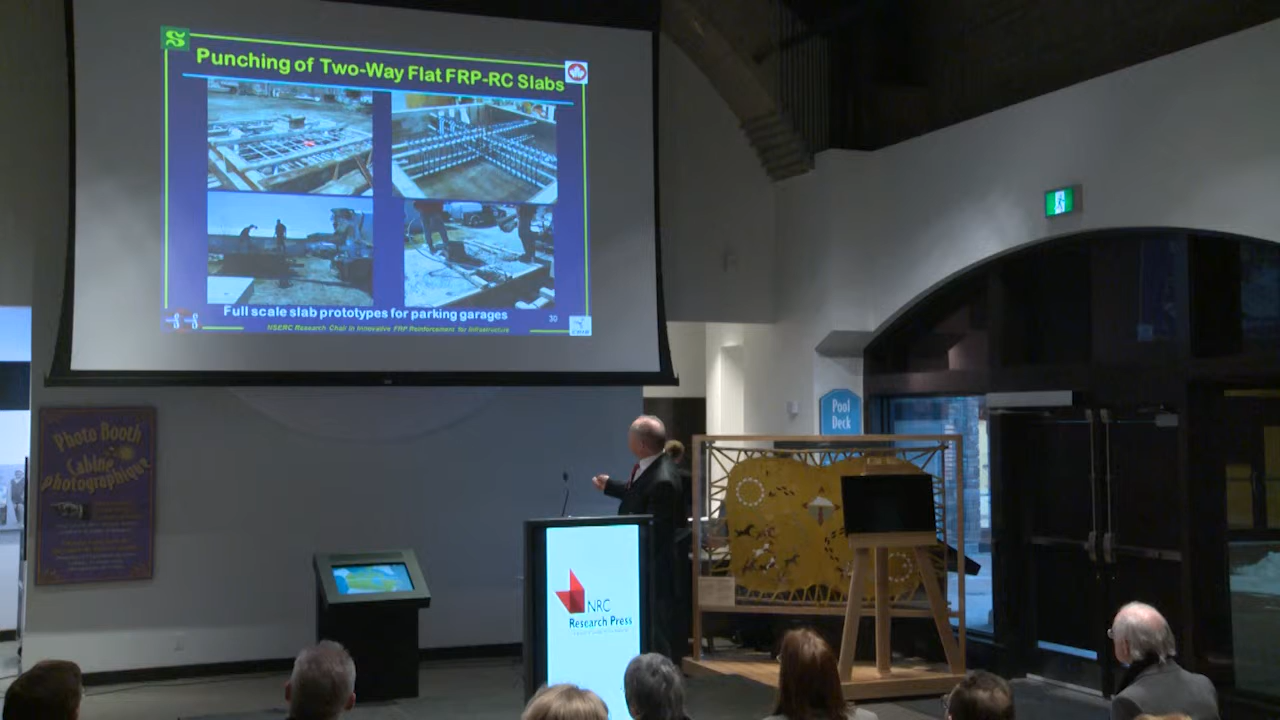 Punching of Two-Way Flat FRP-RC Slabs
Full scale slab prototypes for parking garages
30
NSERC Research Chair in Innovative FRP Reinforcement for Infrastructure
Photo Booth
Cabine
photographique
Pool
Deck
NRC
Research Press